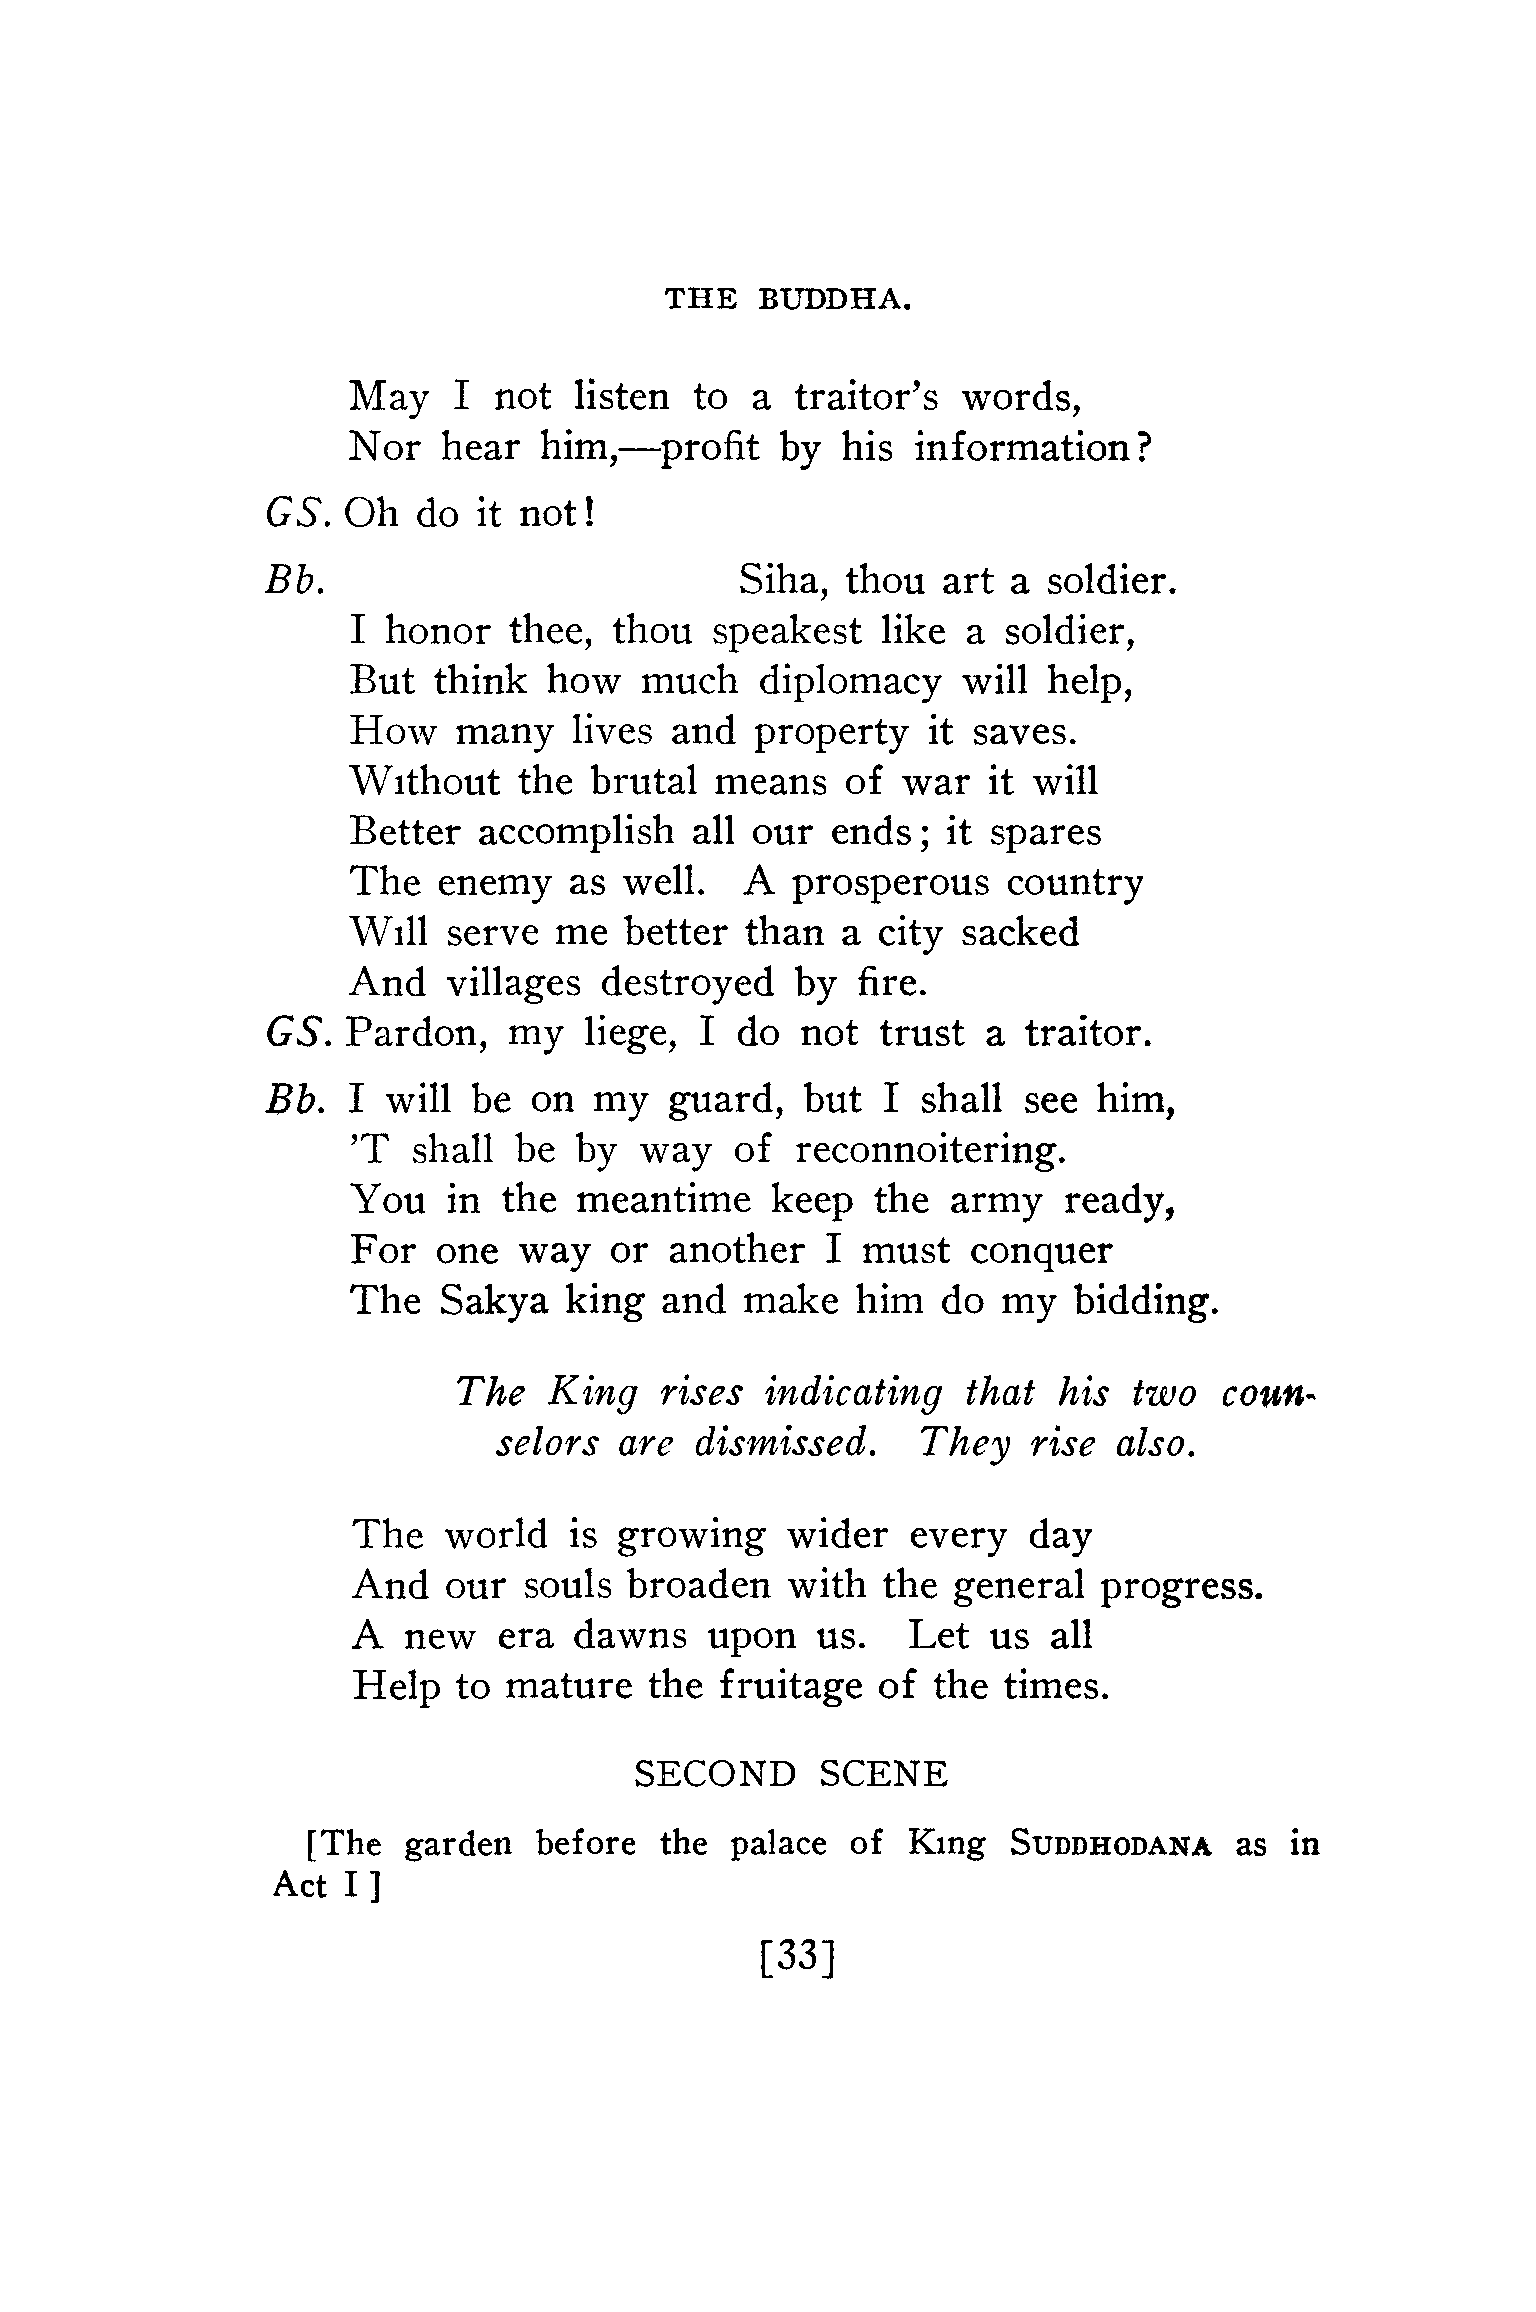 THE BUDDHA.
May I not listen to a traitor's words,
Nor hear him,—profit by his information?
GS. Oh do it not!
Bb. Siha, thou art a soldier.
I honor thee, thou speakest like a soldier,
But think how much diplomacy will help,
How many lives and property it saves.
Without the brutal means of war it will
Better accomplish all our ends; it spares
The enemy as well. A prosperous country
Will serve me better than a city sacked
And villages destroyed by fire.
GS. Pardon, my liege, I do not trust a traitor.
Bb. I will be on my guard, but I shall see him,
'T shall be by way of reconnoitering.
You in the meantime keep the army ready,
For one way or another I must conquer
The Sakya king and make him do my bidding.
The King rises indicating that his two coun-
selors are dismissed. They rise also.
The world is growing wider every day
And our souls broaden with the general progress.
A new era dawns upon us. Let us all
Help to mature the fruitage of the times.
SECOND SCENE
[The garden before the palace of King SUDDHODANA as in
Act I ]
[33]